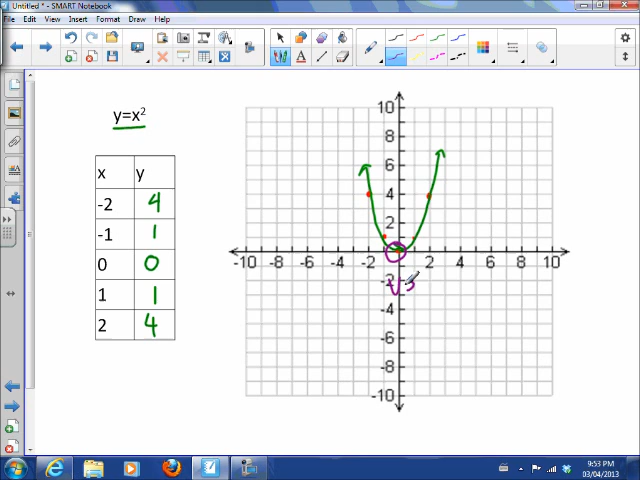 Untitled * - SMART Notebook
File Edit View Insert Format Draw Help
y=x²
x y
-2 4
-1 1
0 0
1 1
2 4
10
8
6
4
2
-10 -8 -6 -4 -2 2 4 6 8 10
-2
-4
-6
-8
-10
9:53 PM
03/04/2013